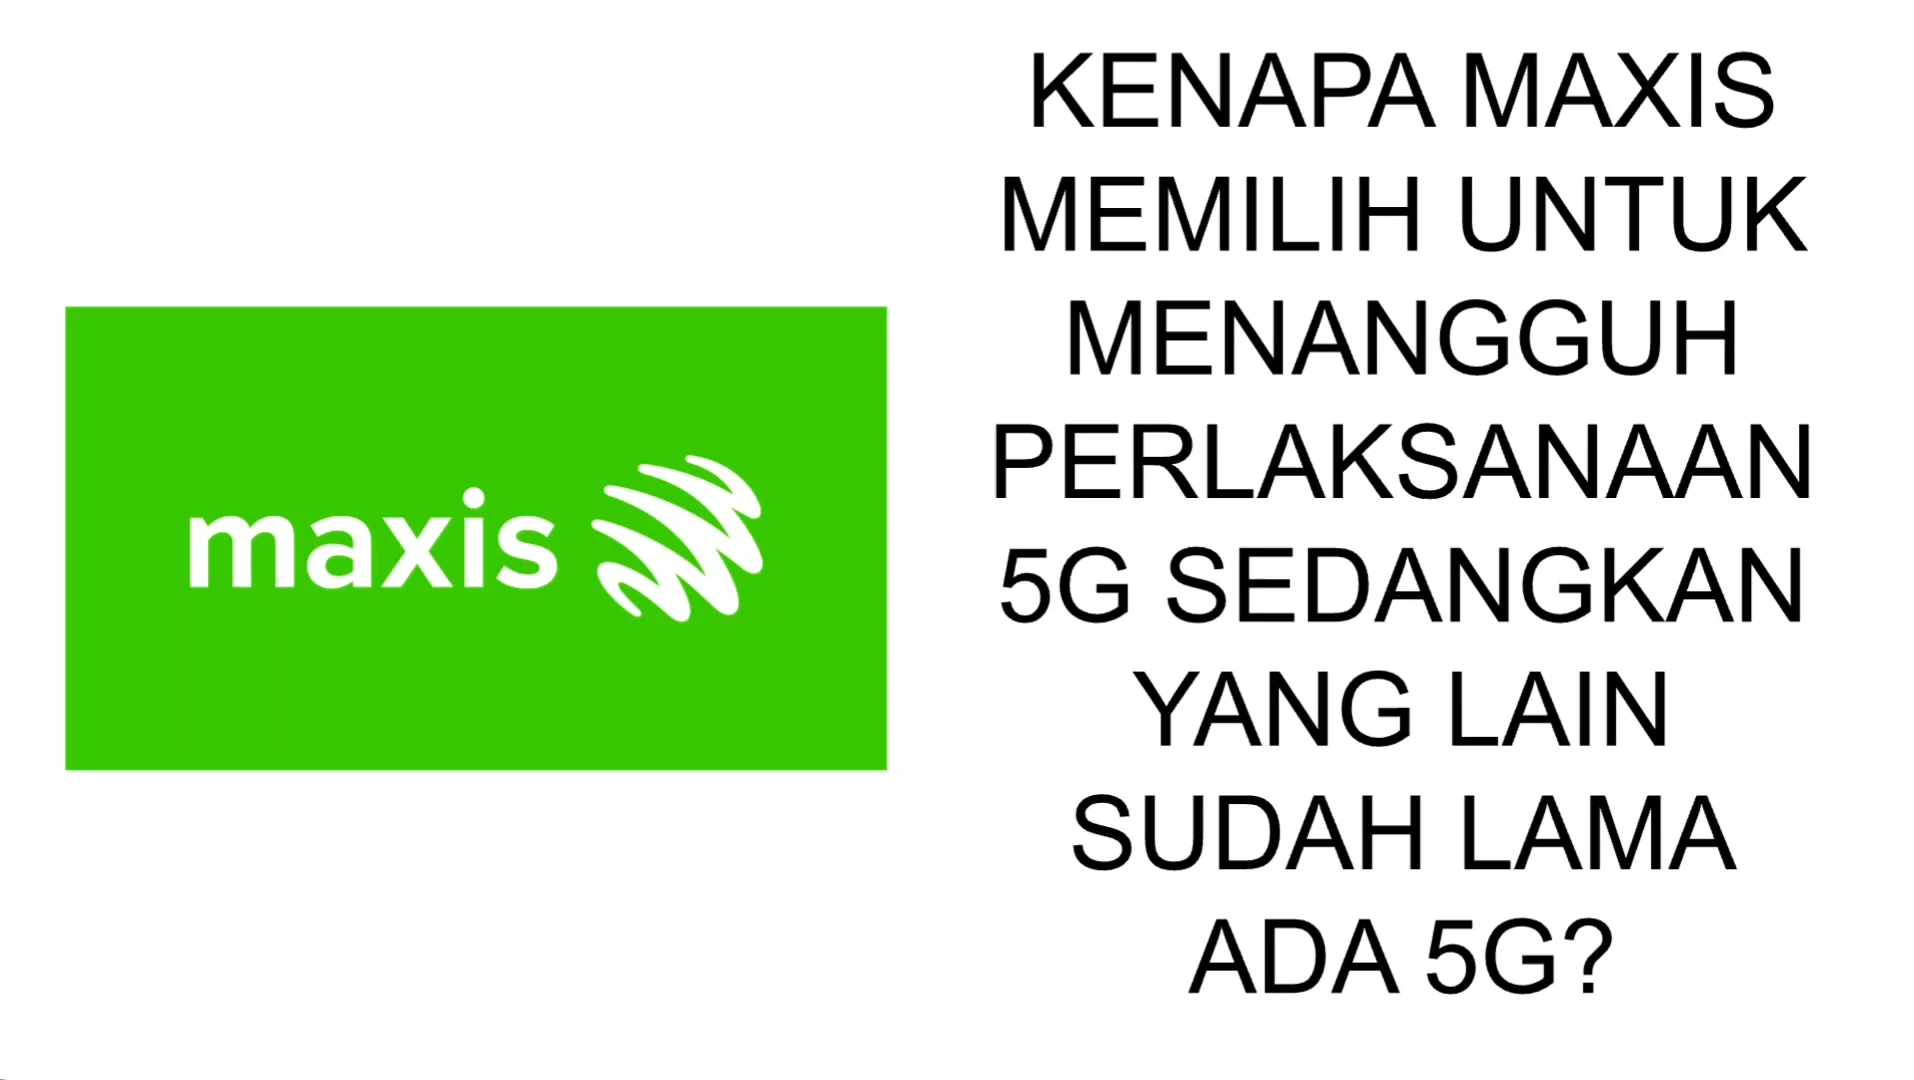 maxis
KENAPA MAXIS
MEMILIH UNTUK
MENANGGUH
PERLAKSANAAN
5G SEDANGKAN
YANG LAIN
SUDAH LAMA
ADA 5G?